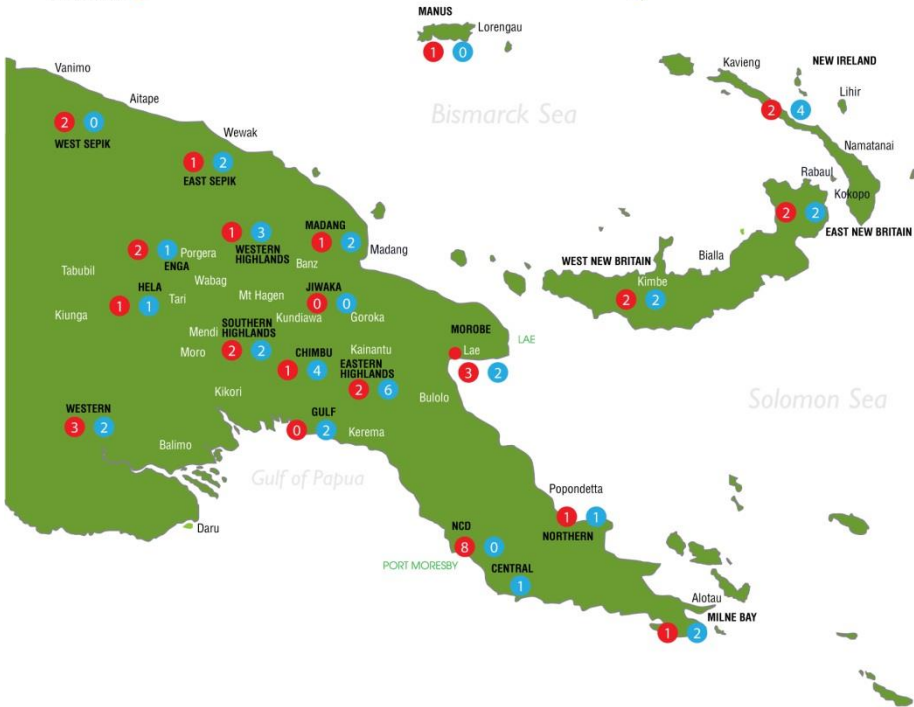 MANUS
Lorengau
1 0
Vanimo
Kavieng
NEW IRELAND
Aitape
Lihir
Bismarck Sea
2 4
2 0
WEST SEPIK
Wewak
Namatanai
1 2
EAST SEPIK
Rabaul
Kokopo
2 2
EAST NEW BRITAIN
1 3
WESTERN
HIGHLANDS
MADANG
1 2
Madang
2 1
ENGA
Porgera
Banz
Bialla
WEST NEW BRITAIN
Tabubil
Wabag
HELA
1 1
Tari
Mt Hagen
JIWAKA
0 0
Kimbe
2 2
Kiunga
Kundiawa
Goroka
Mendi
SOUTHERN
HIGHLANDS
2 2
Moro
MOROBE
Lae
LAE
3 2
CHIMBU
1 4
Kainantu
EASTERN
HIGHLANDS
2 6
Kikori
Bulolo
Solomon Sea
WESTERN
3 2
GULF
0 2
Kerema
Balimo
Gulf of Papua
Popondetta
1 1
NORTHERN
Daru
NCD
8 0
PORT MORESBY
CENTRAL
1
Alotau
MILNE BAY
1 2